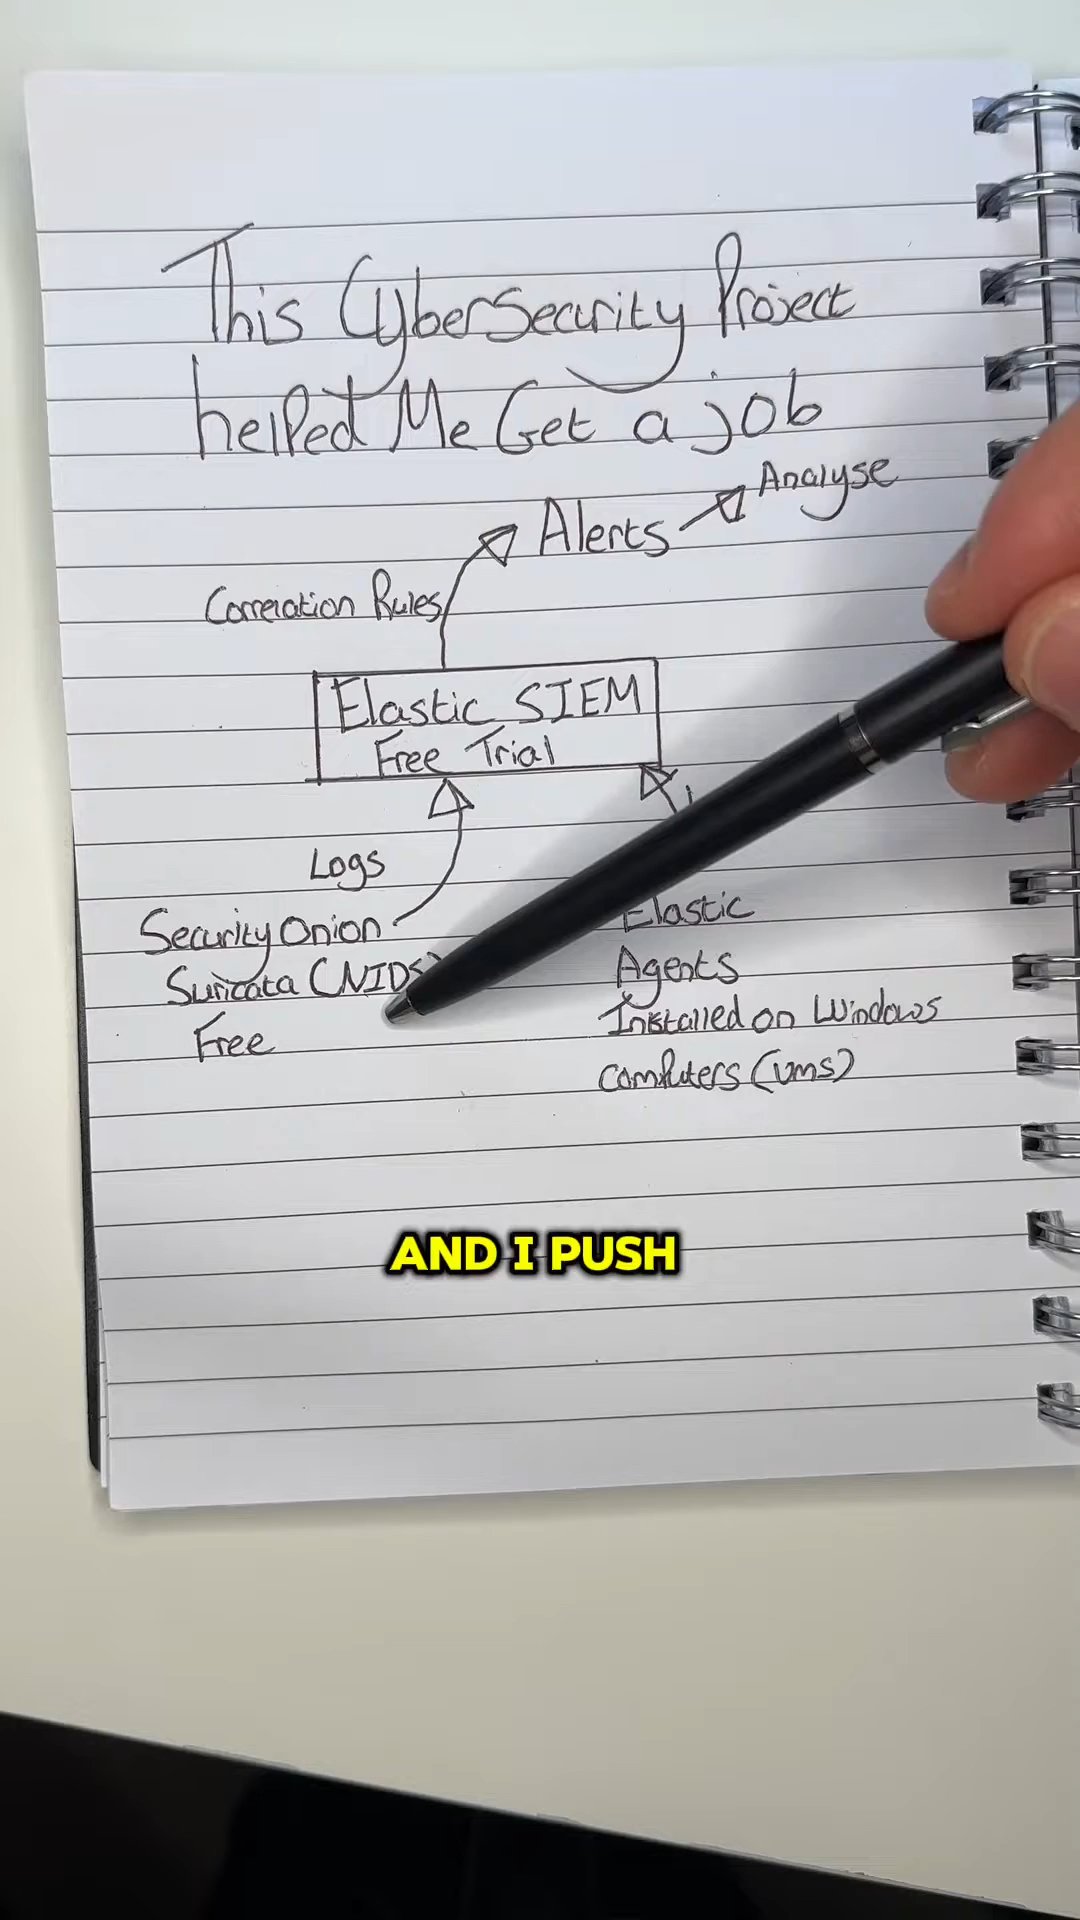 This CyberSecurity Project
helped Me Get a job
Analyse
Alerts
Correlation Rules
Elastic SIEM
Free Trial
Logs
Security Onion
Suricata (NIDS)
Free
Elastic
Agents
Installed on Windows
computers (vms)
AND I PUSH